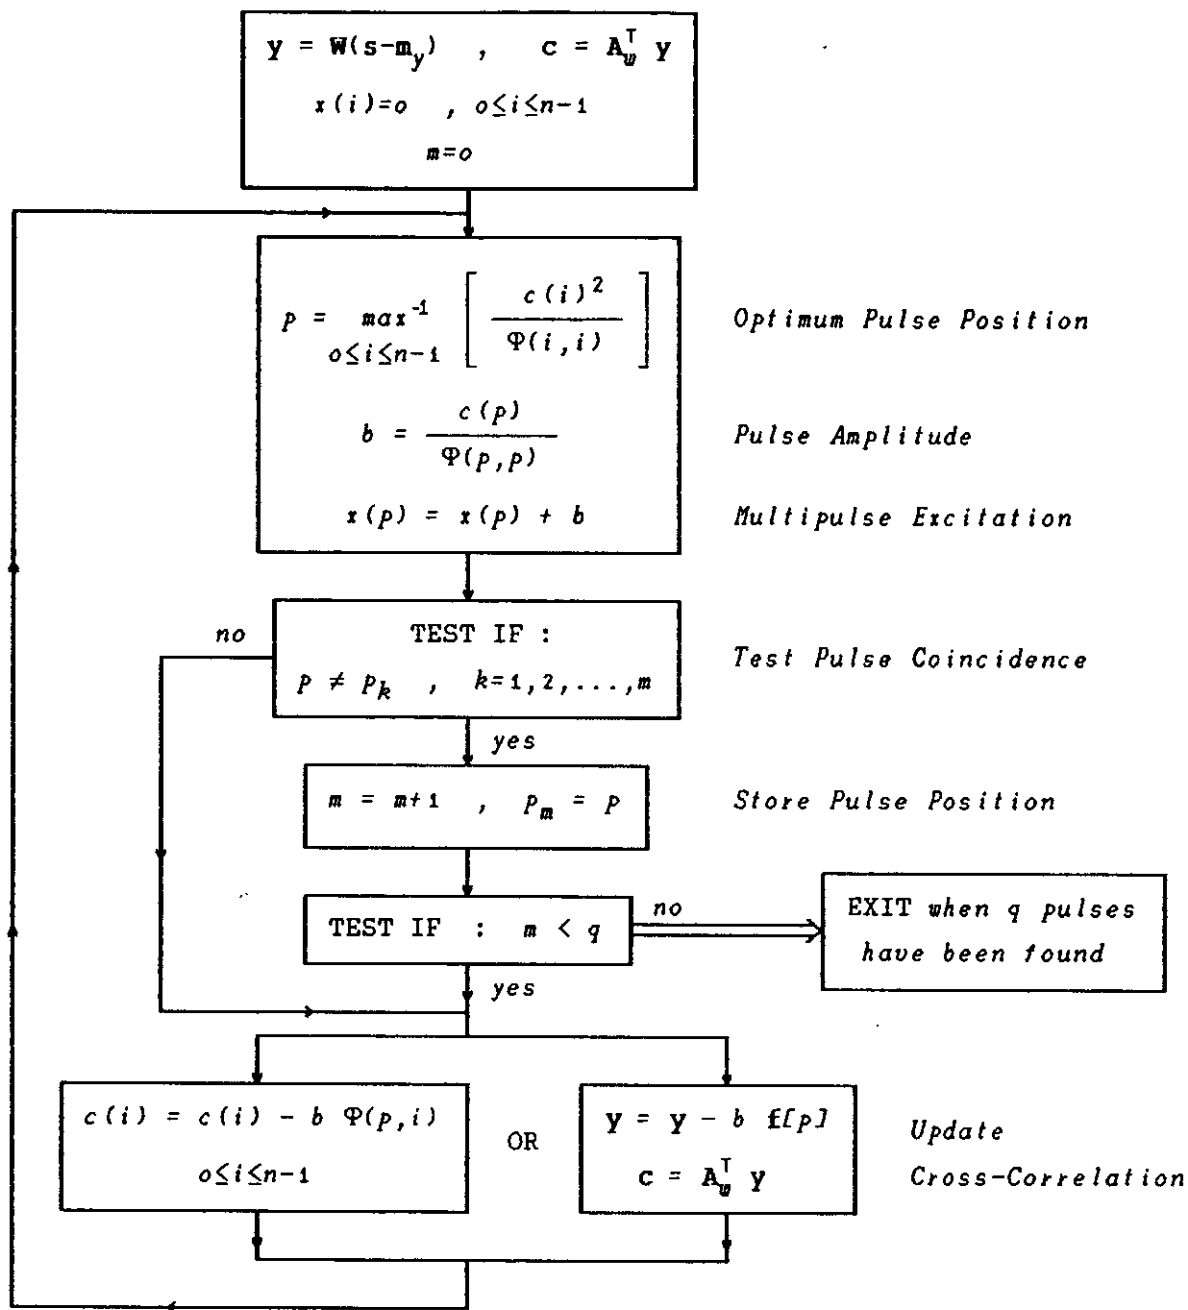 y = W(s-m_y) , c = A_w^T y
x(i)=o , o≤i≤n-1
m=o
p = max^-1 [ c(i)^2 / Φ(i,i) ]
o≤i≤n-1
Optimum Pulse Position
b = c(p) / Φ(p,p)
Pulse Amplitude
x(p) = x(p) + b
Multipulse Excitation
no
TEST IF :
p ≠ p_k , k=1,2,...,m
Test Pulse Coincidence
yes
m = m+1 , p_m = p
Store Pulse Position
TEST IF : m < q
no
EXIT when q pulses
have been found
yes
c(i) = c(i) - b Φ(p,i)
o≤i≤n-1
OR
y = y - b f[p]
c = A_w^T y
Update
Cross-Correlation